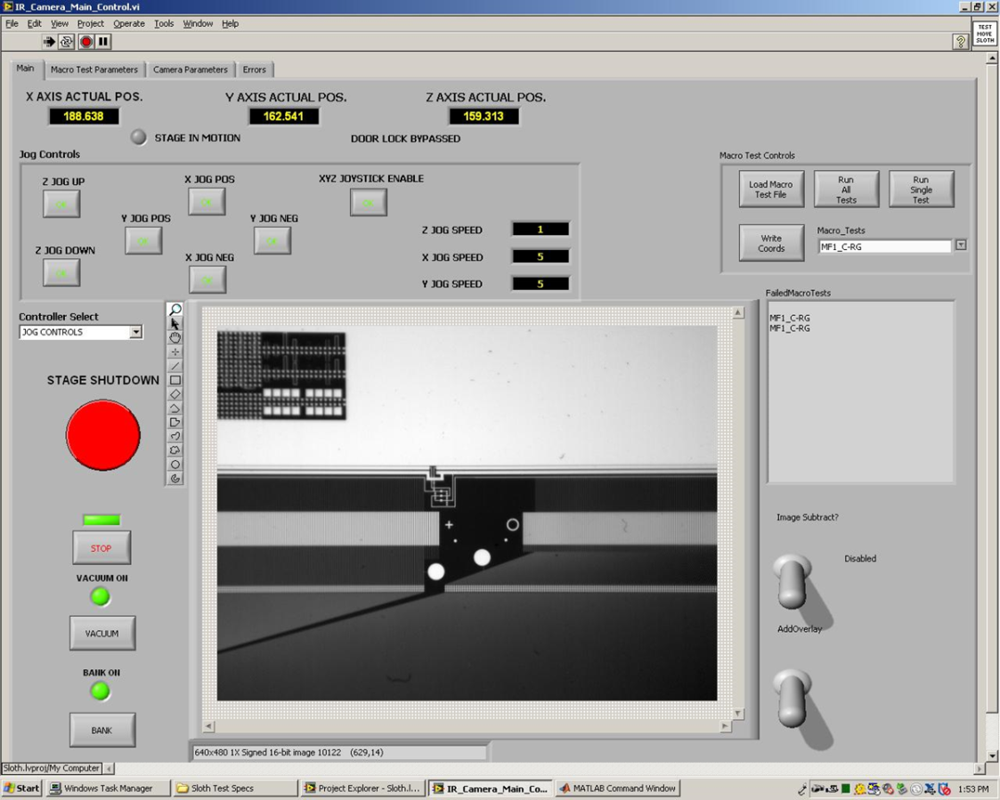 IR_Camera_Main_Control.vi
File Edit View Project Operate Tools Window Help
TEST
MOVE
SLOTH
Main Macro Test Parameters Camera Parameters Errors
X AXIS ACTUAL POS. Y AXIS ACTUAL POS. Z AXIS ACTUAL POS.
188.638 162.541 159.313
STAGE IN MOTION DOOR LOCK BYPASSED
Jog Controls
Z JOG UP X JOG POS XYZ JOYSTICK ENABLE
OK OK OK
Y JOG POS Y JOG NEG
OK OK
Z JOG DOWN X JOG NEG
OK OK
Z JOG SPEED 1
X JOG SPEED 5
Y JOG SPEED 5
Macro Test Controls
Load Macro
Test File
Run
All
Tests
Run
Single
Test
Write
Coords
Macro_Tests
MF1_C-RG
Controller Select
JOG CONTROLS
FailedMacroTests
MF1_C-RG
MF1_C-RG
STAGE SHUTDOWN
STOP
VACUUM ON
VACUUM
BANK ON
BANK
Image Subtract?
Disabled
AddOverlay
640x480 1X Signed 16-bit image 10122 (629,14)
Sloth.lvproj/My Computer
Start Windows Task Manager Sloth Test Specs Project Explorer - Sloth.l... IR_Camera_Main_Co... MATLAB Command Window 1:53 PM